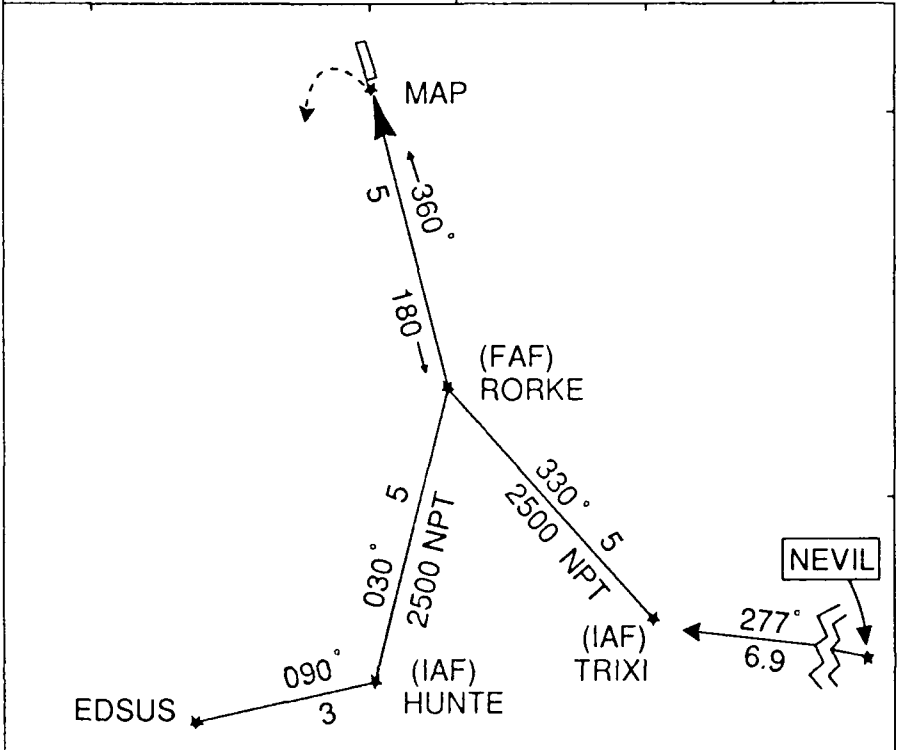 MAP
5
360°
180
(FAF)
RORKE
5
030°
2500 NPT
330°
5
2500 NPT
NEVIL
277°
6.9
(IAF)
TRIXI
090°
3
(IAF)
HUNTE
EDSUS